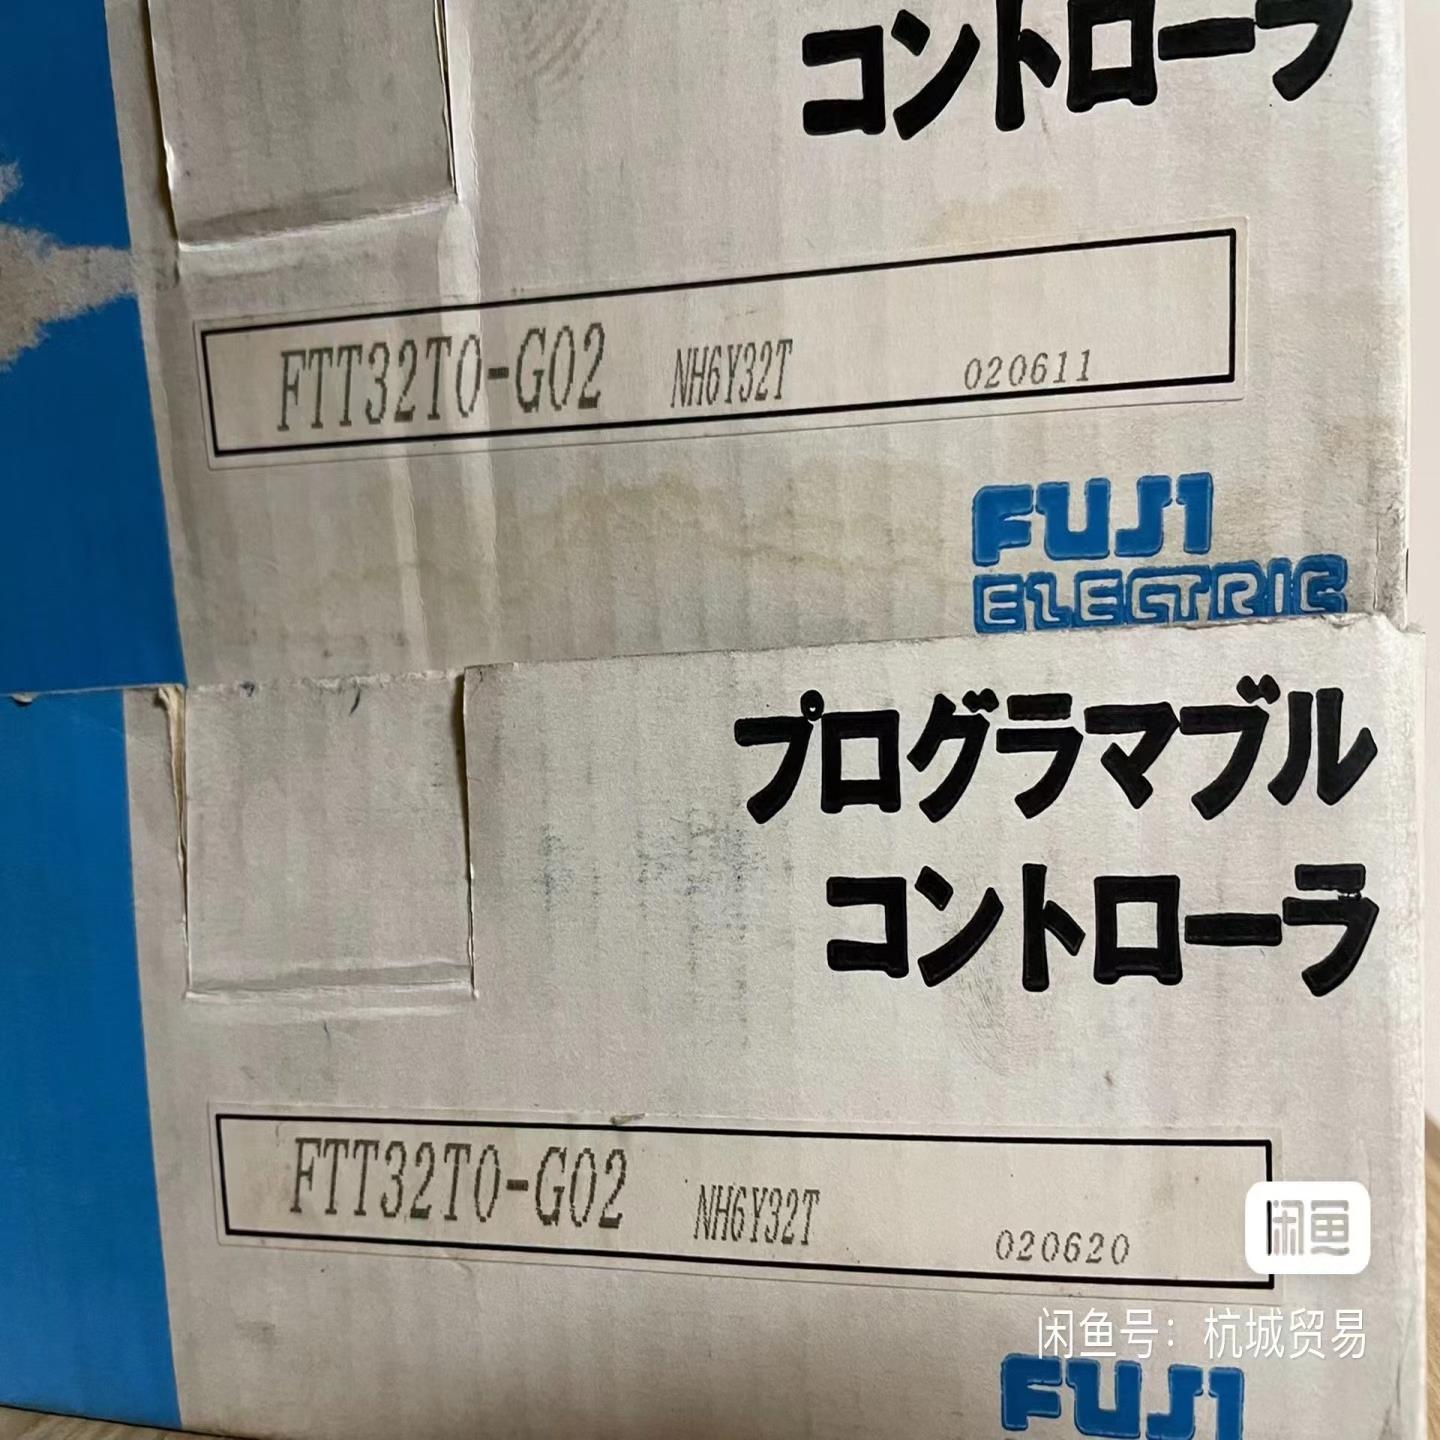 コントローラ
FTT32T0-G02 NH6Y32T 020611
FUJI
ELECTRIC
プログラマブル
コントローラ
FTT32T0-G02 NH6Y32T 020620
闲鱼
闲鱼号：杭城贸易
FUJI